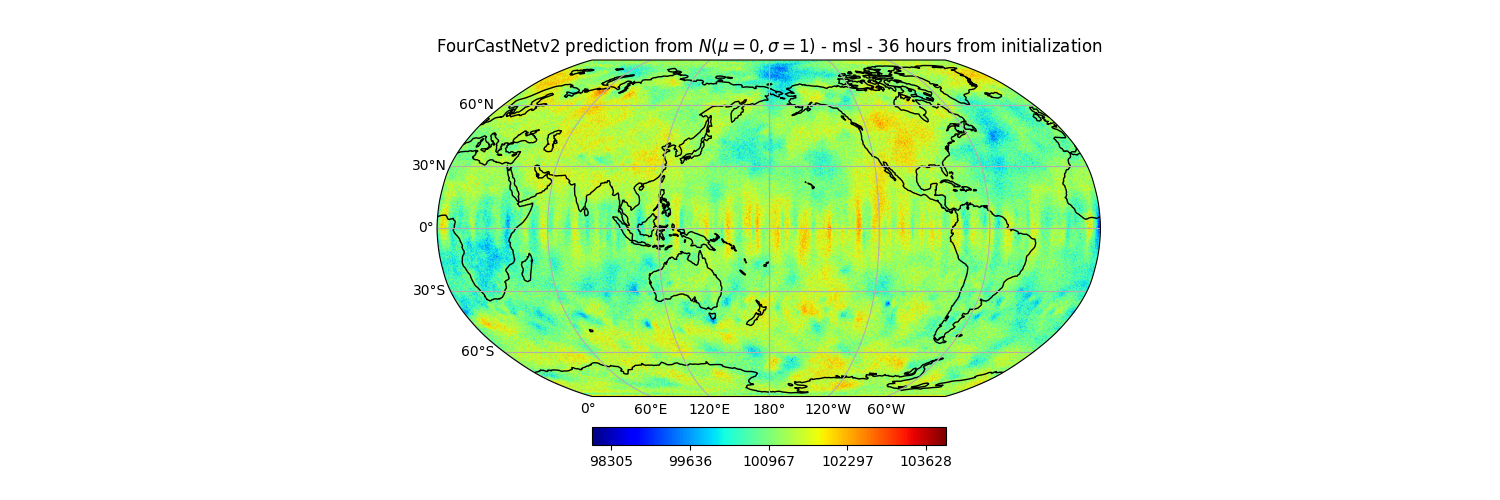 FourCastNetv2 prediction from N(μ = 0, σ = 1) - msl - 36 hours from initialization
60°N
30°N
0°
30°S
60°S
0° 60°E 120°E 180° 120°W 60°W
98305 99636 100967 102297 103628